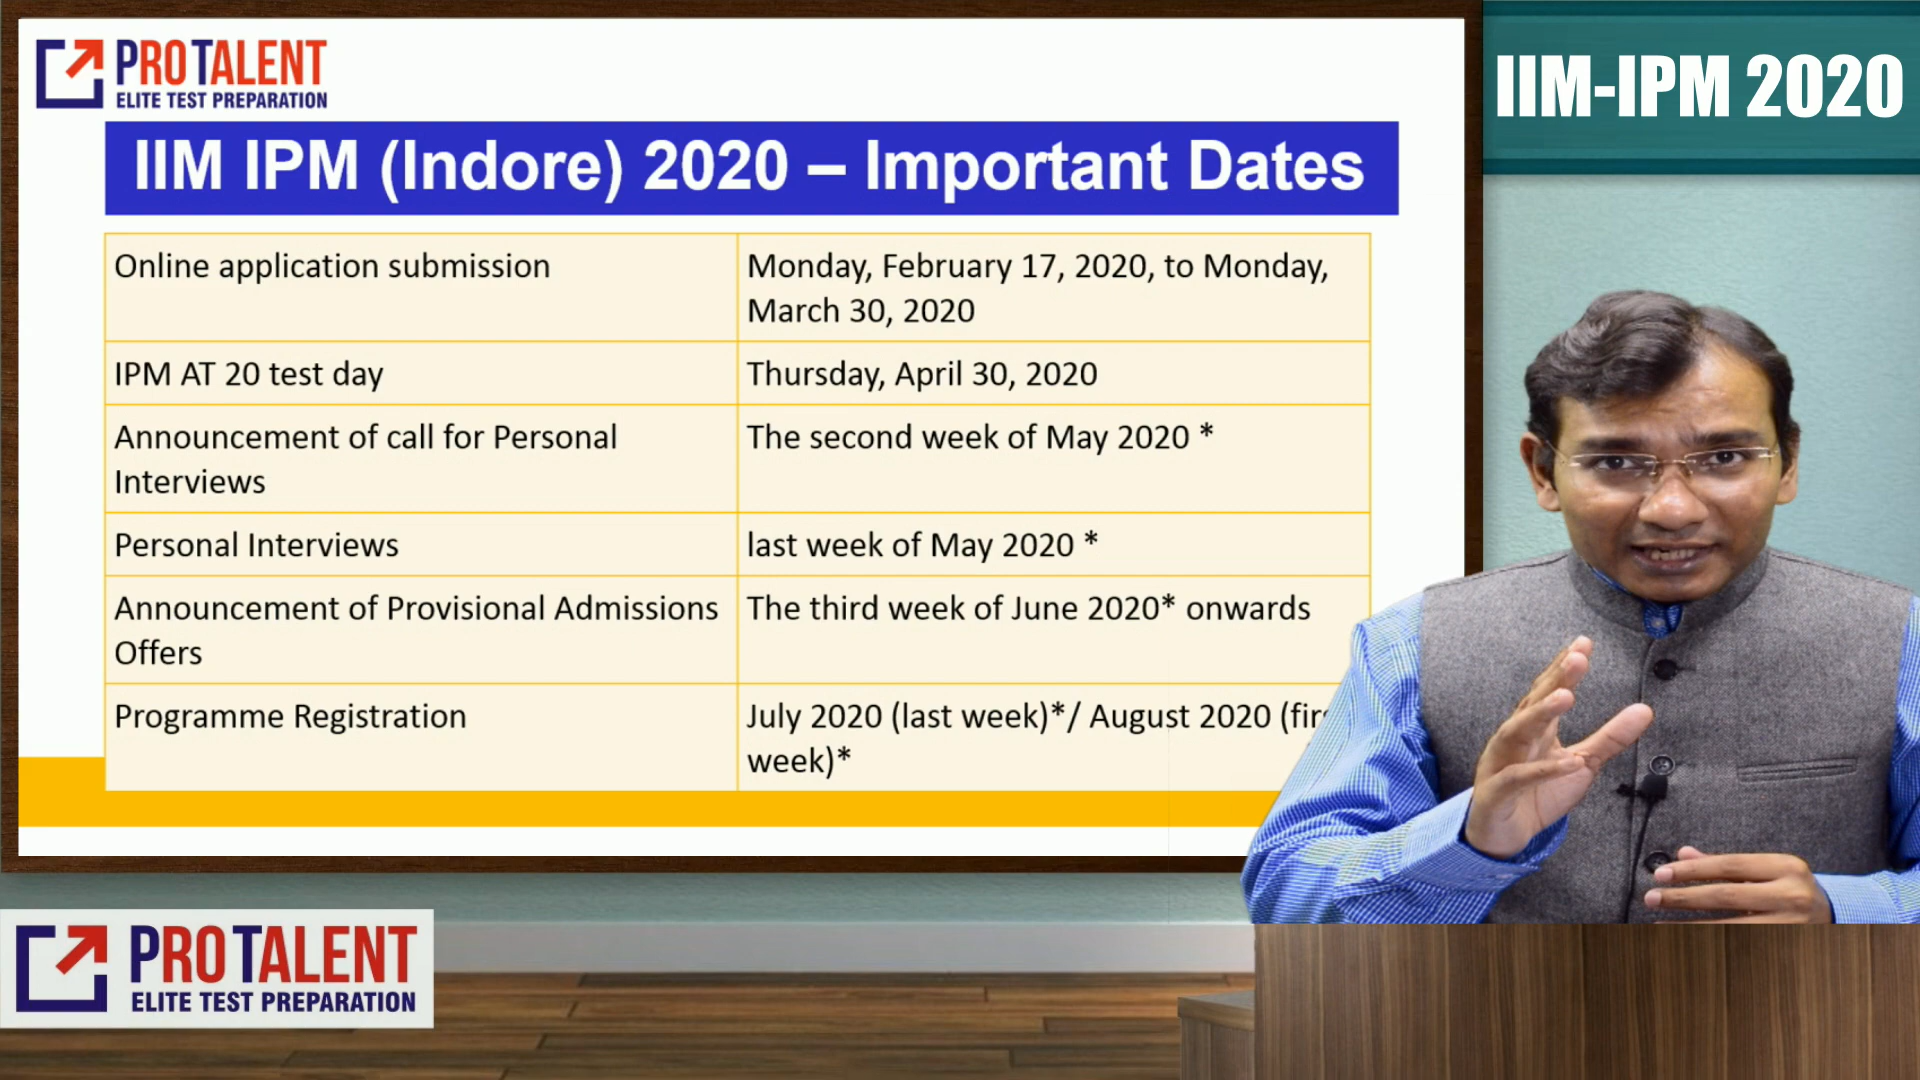 PRO TALENT
ELITE TEST PREPARATION
IIM-IPM 2020
IIM IPM (Indore) 2020 – Important Dates
Online application submission
Monday, February 17, 2020, to Monday,
March 30, 2020
IPM AT 20 test day
Thursday, April 30, 2020
Announcement of call for Personal
Interviews
The second week of May 2020 *
Personal Interviews
last week of May 2020 *
Announcement of Provisional Admissions
Offers
The third week of June 2020* onwards
Programme Registration
July 2020 (last week)*/ August 2020
week)*
PRO TALENT
ELITE TEST PREPARATION